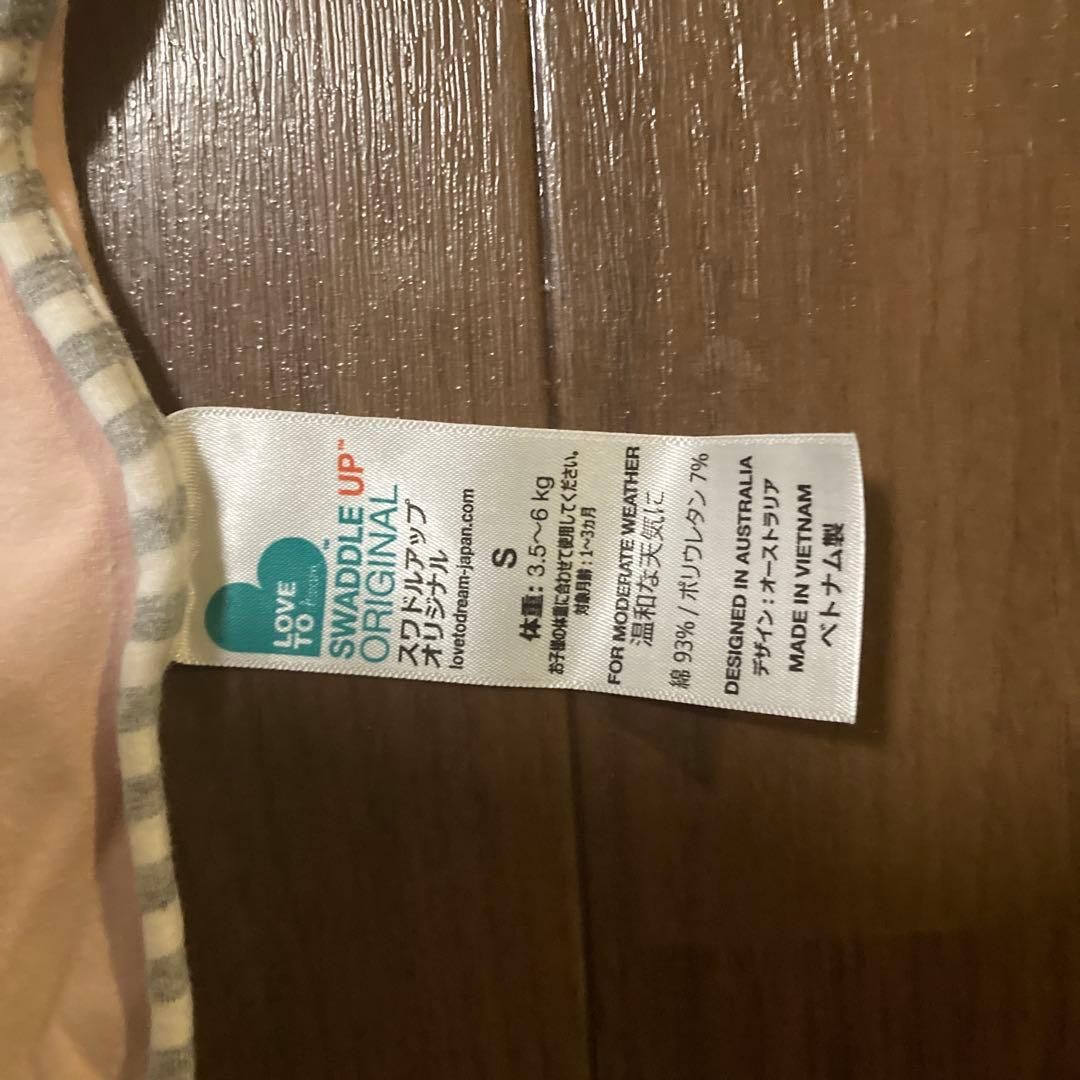 LOVE
TO
SWADDLE UP™
ORIGINAL
スワドルアップ
オリジナル
lovetodream-japan.com
S
体重: 3.5～6 kg
お子様の体重に合わせて使用してください。
対象月齢：1~3カ月
FOR MODERATE WEATHER
温和な天気に
綿 93% / ポリウレタン 7%
DESIGNED IN AUSTRALIA
デザイン：オーストラリア
MADE IN VIETNAM
ベトナム製